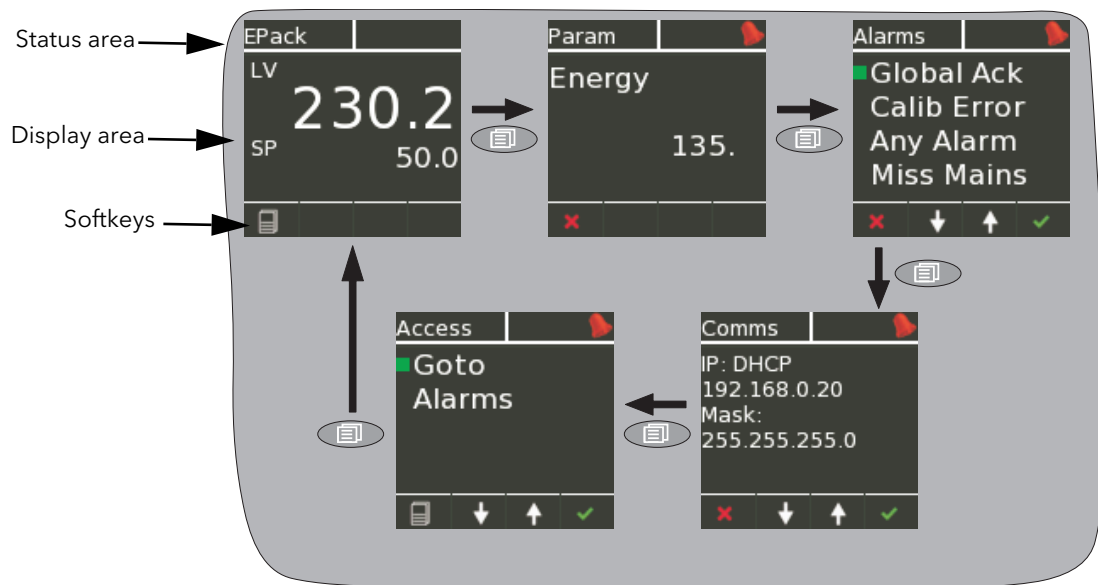 Status area
Display area
Softkeys
EPack
LV
230.2
SP
50.0
Param
Energy
135.
Alarms
Global Ack
Calib Error
Any Alarm
Miss Mains
Access
Goto
Alarms
Comms
IP: DHCP
192.168.0.20
Mask:
255.255.255.0